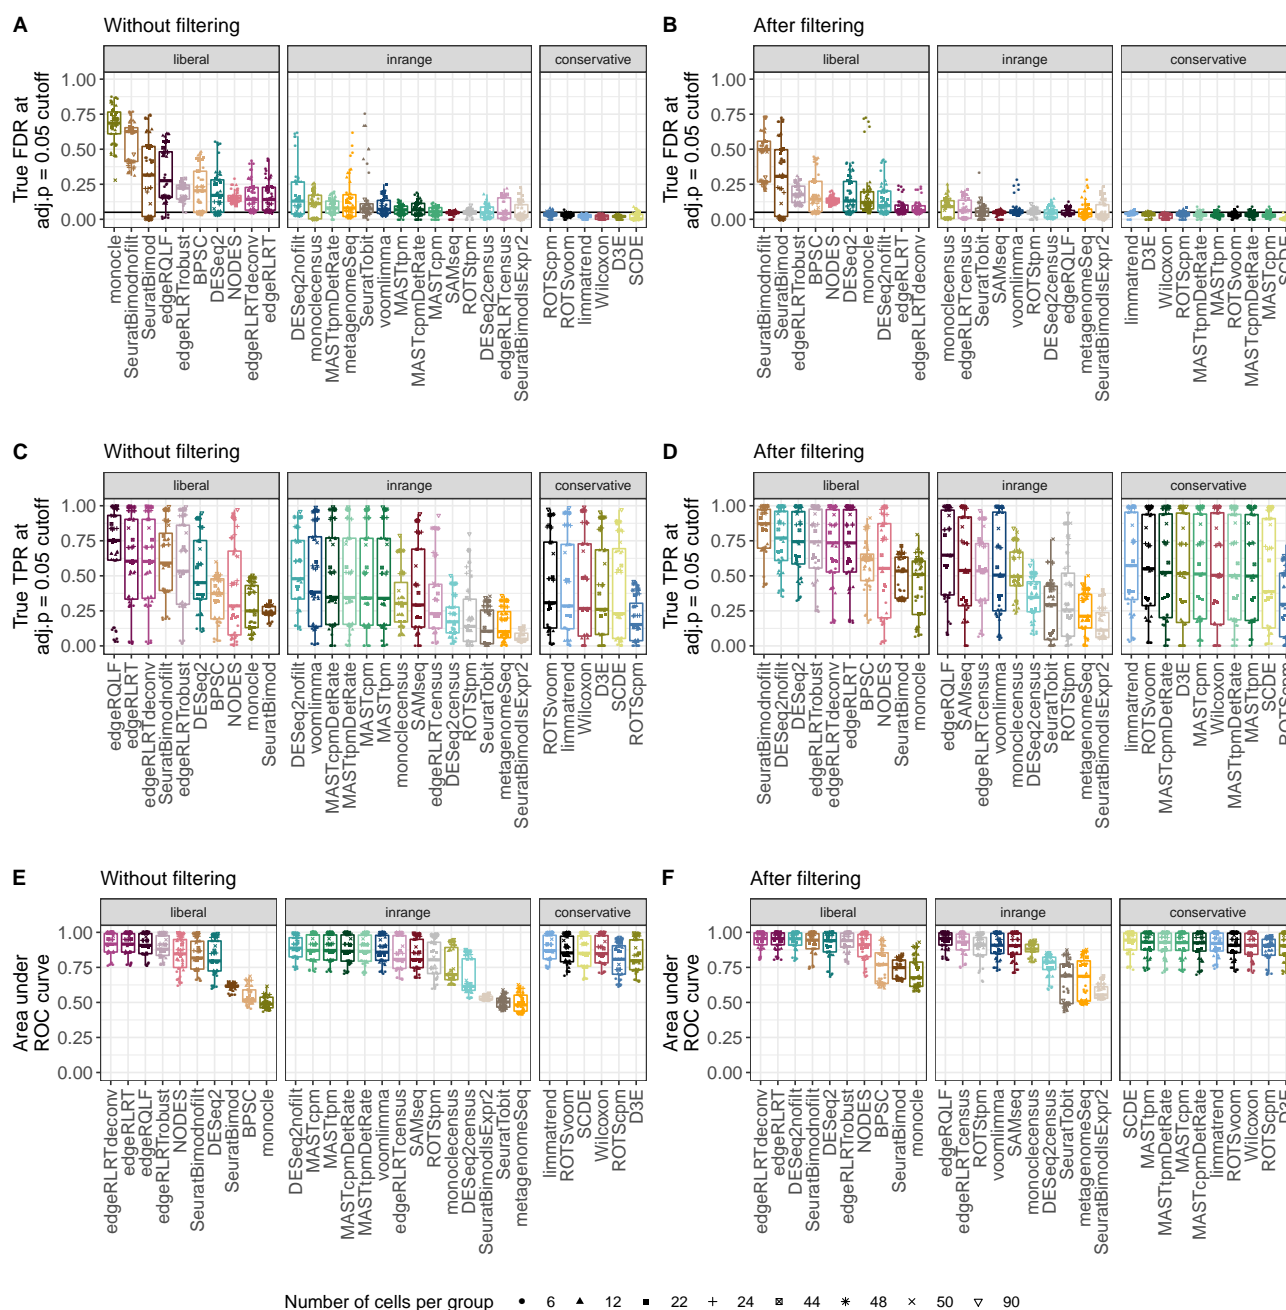 A Without filtering
liberal inrange conservative
True FDR at
adj.p = 0.05 cutoff
1.00
0.75
0.50
0.25
0.00
monocle
SeuratBimodnofilt
SeuratBimod
edgeRQLF
edgeRLRTrobust
BPSC
DESeq2
NODES
edgeRLRTdeconv
edgeRLRT
DESeq2nofilt
monoclecensus
MASTtpmDetRate
metagenomeSeq
SeuratTobit
voomlimma
MASTtpm
MASTcpmDetRate
MASTcpm
SAMseq
ROTStpm
DESeq2census
edgeRLRTcensus
SeuratBimodIsExpr2
ROTScpm
ROTSvoom
limmatrend
Wilcoxon
D3E
SCDE
B After filtering
liberal inrange conservative
True FDR at
adj.p = 0.05 cutoff
1.00
0.75
0.50
0.25
0.00
SeuratBimodnofilt
SeuratBimod
edgeRLRTrobust
BPSC
NODES
DESeq2
monocle
DESeq2nofilt
edgeRLRT
edgeRLRTdeconv
monoclecensus
edgeRLRTcensus
SeuratTobit
SAMseq
voomlimma
ROTStpm
DESeq2census
edgeRQLF
metagenomeSeq
SeuratBimodIsExpr2
limmatrend
D3E
Wilcoxon
ROTScpm
MASTtpmDetRate
MASTtpm
ROTSvoom
MASTcpmDetRate
MASTcpm
SCDE
C Without filtering
liberal inrange conservative
True TPR at
adj.p = 0.05 cutoff
1.00
0.75
0.50
0.25
0.00
edgeRQLF
edgeRLRT
edgeRLRTdeconv
SeuratBimodnofilt
edgeRLRTrobust
DESeq2
BPSC
NODES
monocle
SeuratBimod
DESeq2nofilt
voomlimma
MASTcpmDetRate
MASTtpmDetRate
MASTcpm
MASTtpm
monoclecensus
SAMseq
edgeRLRTcensus
DESeq2census
ROTStpm
SeuratTobit
metagenomeSeq
SeuratBimodIsExpr2
ROTSvoom
limmatrend
Wilcoxon
D3E
SCDE
ROTScpm
D After filtering
liberal inrange conservative
True TPR at
adj.p = 0.05 cutoff
1.00
0.75
0.50
0.25
0.00
SeuratBimodnofilt
DESeq2nofilt
DESeq2
edgeRLRTrobust
edgeRLRT
edgeRLRTdeconv
BPSC
NODES
SeuratBimod
monocle
edgeRQLF
SAMseq
edgeRLRTcensus
voomlimma
monoclecensus
DESeq2census
SeuratTobit
ROTStpm
metagenomeSeq
SeuratBimodIsExpr2
limmatrend
ROTSvoom
MASTcpmDetRate
D3E
MASTcpm
Wilcoxon
MASTtpmDetRate
MASTtpm
SCDE
ROTScpm
E Without filtering
liberal inrange conservative
Area under
ROC curve
1.00
0.75
0.50
0.25
0.00
edgeRLRTdeconv
edgeRLRT
edgeRQLF
edgeRLRTrobust
NODES
SeuratBimodnofilt
DESeq2
SeuratBimod
BPSC
monocle
DESeq2nofilt
MASTcpm
MASTtpm
MASTcpmDetRate
MASTtpmDetRate
voomlimma
edgeRLRTcensus
SAMseq
ROTStpm
monoclecensus
DESeq2census
SeuratBimodIsExpr2
SeuratTobit
metagenomeSeq
limmatrend
ROTSvoom
SCDE
Wilcoxon
ROTScpm
D3E
F After filtering
liberal inrange conservative
Area under
ROC curve
1.00
0.75
0.50
0.25
0.00
edgeRLRTdeconv
edgeRLRT
DESeq2nofilt
SeuratBimodnofilt
DESeq2
edgeRLRTrobust
NODES
BPSC
SeuratBimod
monocle
edgeRQLF
edgeRLRTcensus
ROTStpm
voomlimma
SAMseq
monoclecensus
DESeq2census
SeuratTobit
metagenomeSeq
SeuratBimodIsExpr2
SCDE
MASTtpm
MASTtpmDetRate
MASTcpm
MASTcpmDetRate
limmatrend
ROTSvoom
Wilcoxon
ROTScpm
D3E
Number of cells per group 6 12 22 24 44 48 50 90